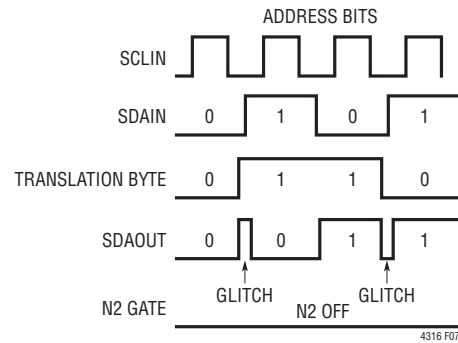 ADDRESS BITS
SCLIN
SDAIN 0 1 0 1
TRANSLATION BYTE 0 1 1 0
SDAOUT 0 0 1 1
GLITCH GLITCH
N2 GATE N2 OFF
4316 F07